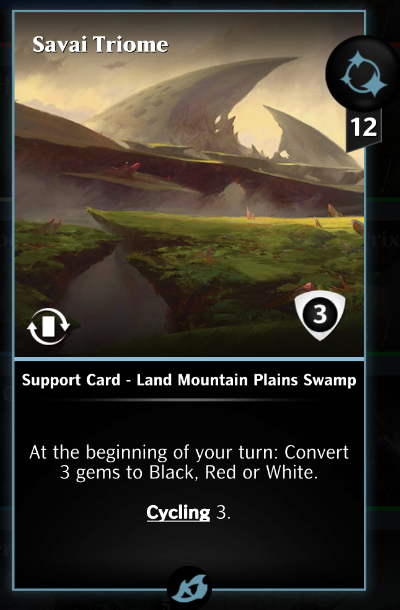 Savai Triome
12
3
Support Card - Land Mountain Plains Swamp
At the beginning of your turn: Convert
3 gems to Black, Red or White.
Cycling 3.